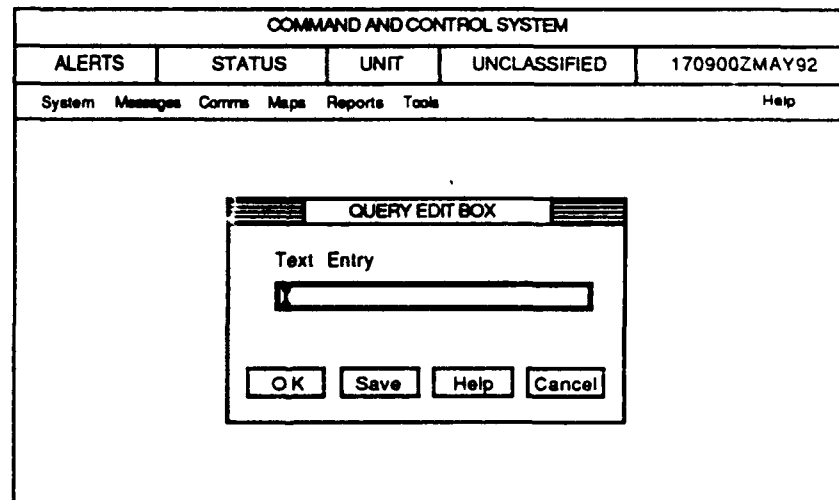 COMMAND AND CONTROL SYSTEM
ALERTS STATUS UNIT UNCLASSIFIED 170900ZMAY92
System Messages Comms Maps Reports Tools Help
QUERY EDIT BOX
Text Entry
OK Save Help Cancel